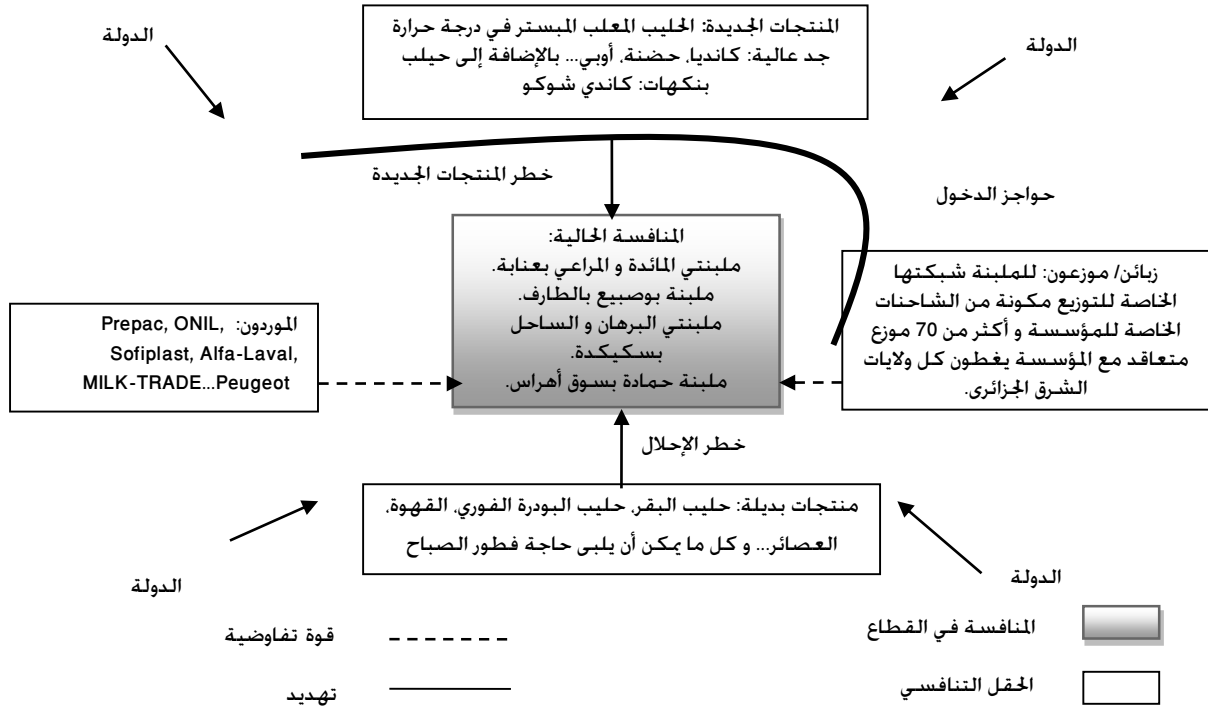 المنتجات الجديدة: الحليب المعلب المبستر في درجة حرارة
جد عالية: كانديا، حضنة، أوبي... بالإضافة إلى حيلب
بنكهات: كاندي شوكو
الدولة
الدولة
خطر المنتجات الجديدة
حواجز الدخول
المنافسة الحالية:
ملبنتي المائدة و المراعي بعنابة.
ملبنة بوصبيع بالطارف.
ملبنتي البرهان و الساحل
بسكيكدة.
ملبنة حمادة بسوق أهراس.
زبائن/ موزعون: للملبنة شبكتها
الخاصة للتوزيع مكونة من الشاحنات
الخاصة للمؤسسة و أكثر من 70 موزع
متعاقد مع المؤسسة يغطون كل ولايات
الشرق الجزائري.
الموردون: Prepac, ONIL,
Sofiplast, Alfa-Laval,
MILK-TRADE...Peugeot
خطر الإحلال
منتجات بديلة: حليب البقر، حليب البودرة الفوري، القهوة،
العصائر... و كل ما يمكن أن يلبي حاجة فطور الصباح
الدولة
الدولة
المنافسة في القطاع
قوة تفاوضية
الحقل التنافسي
تهديد